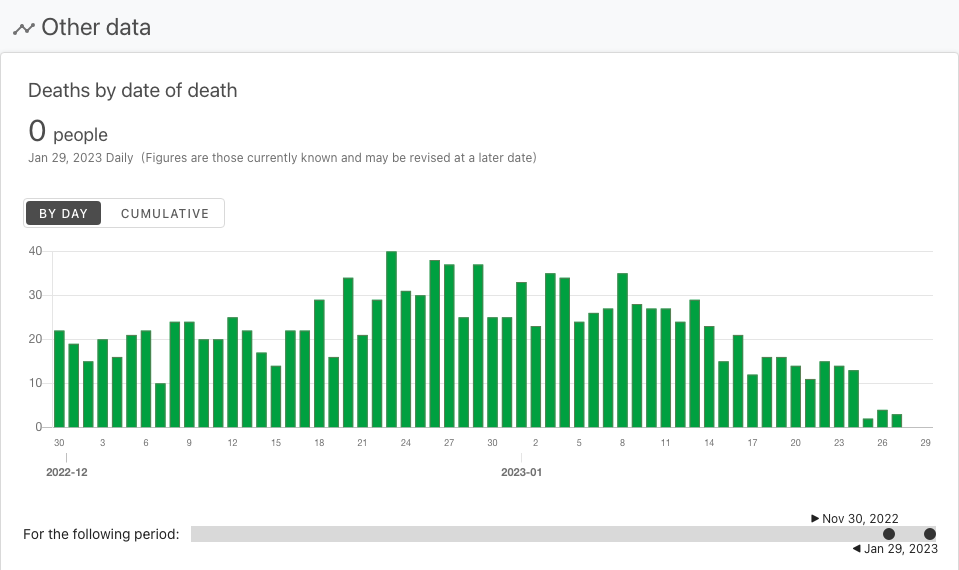 Other data
Deaths by date of death
0 people
Jan 29, 2023 Daily (Figures are those currently known and may be revised at a later date)
BY DAY CUMULATIVE
40
30
20
10
0
30 3 6 9 12 15 18 21 24 27 30 2 5 8 11 14 17 20 23 26 29
2022-12 2023-01
▶ Nov 30, 2022
For the following period:
◀ Jan 29, 2023